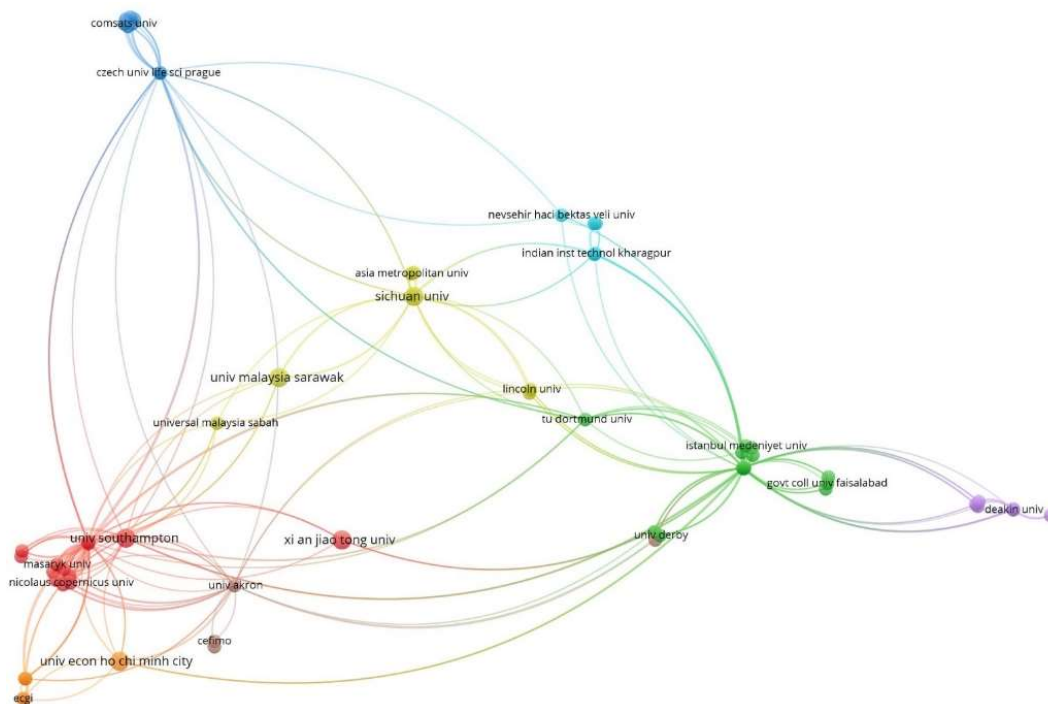 comsats univ
czech univ life sci prague
nevsehir haci bektas veli univ
indian inst technol kharagpur
asia metropolitan univ
sichuan univ
univ malaysia sarawak
lincoln univ
universal malaysia sabah
tu dortmund univ
istanbul medeniyet univ
govt coll univ faisalabad
deakin univ
univ derby
univ southampton
xi an jiao tong univ
masaryk univ
nicolaus copernicus univ
univ akron
cefimo
univ econ ho chi minh city
ecgi